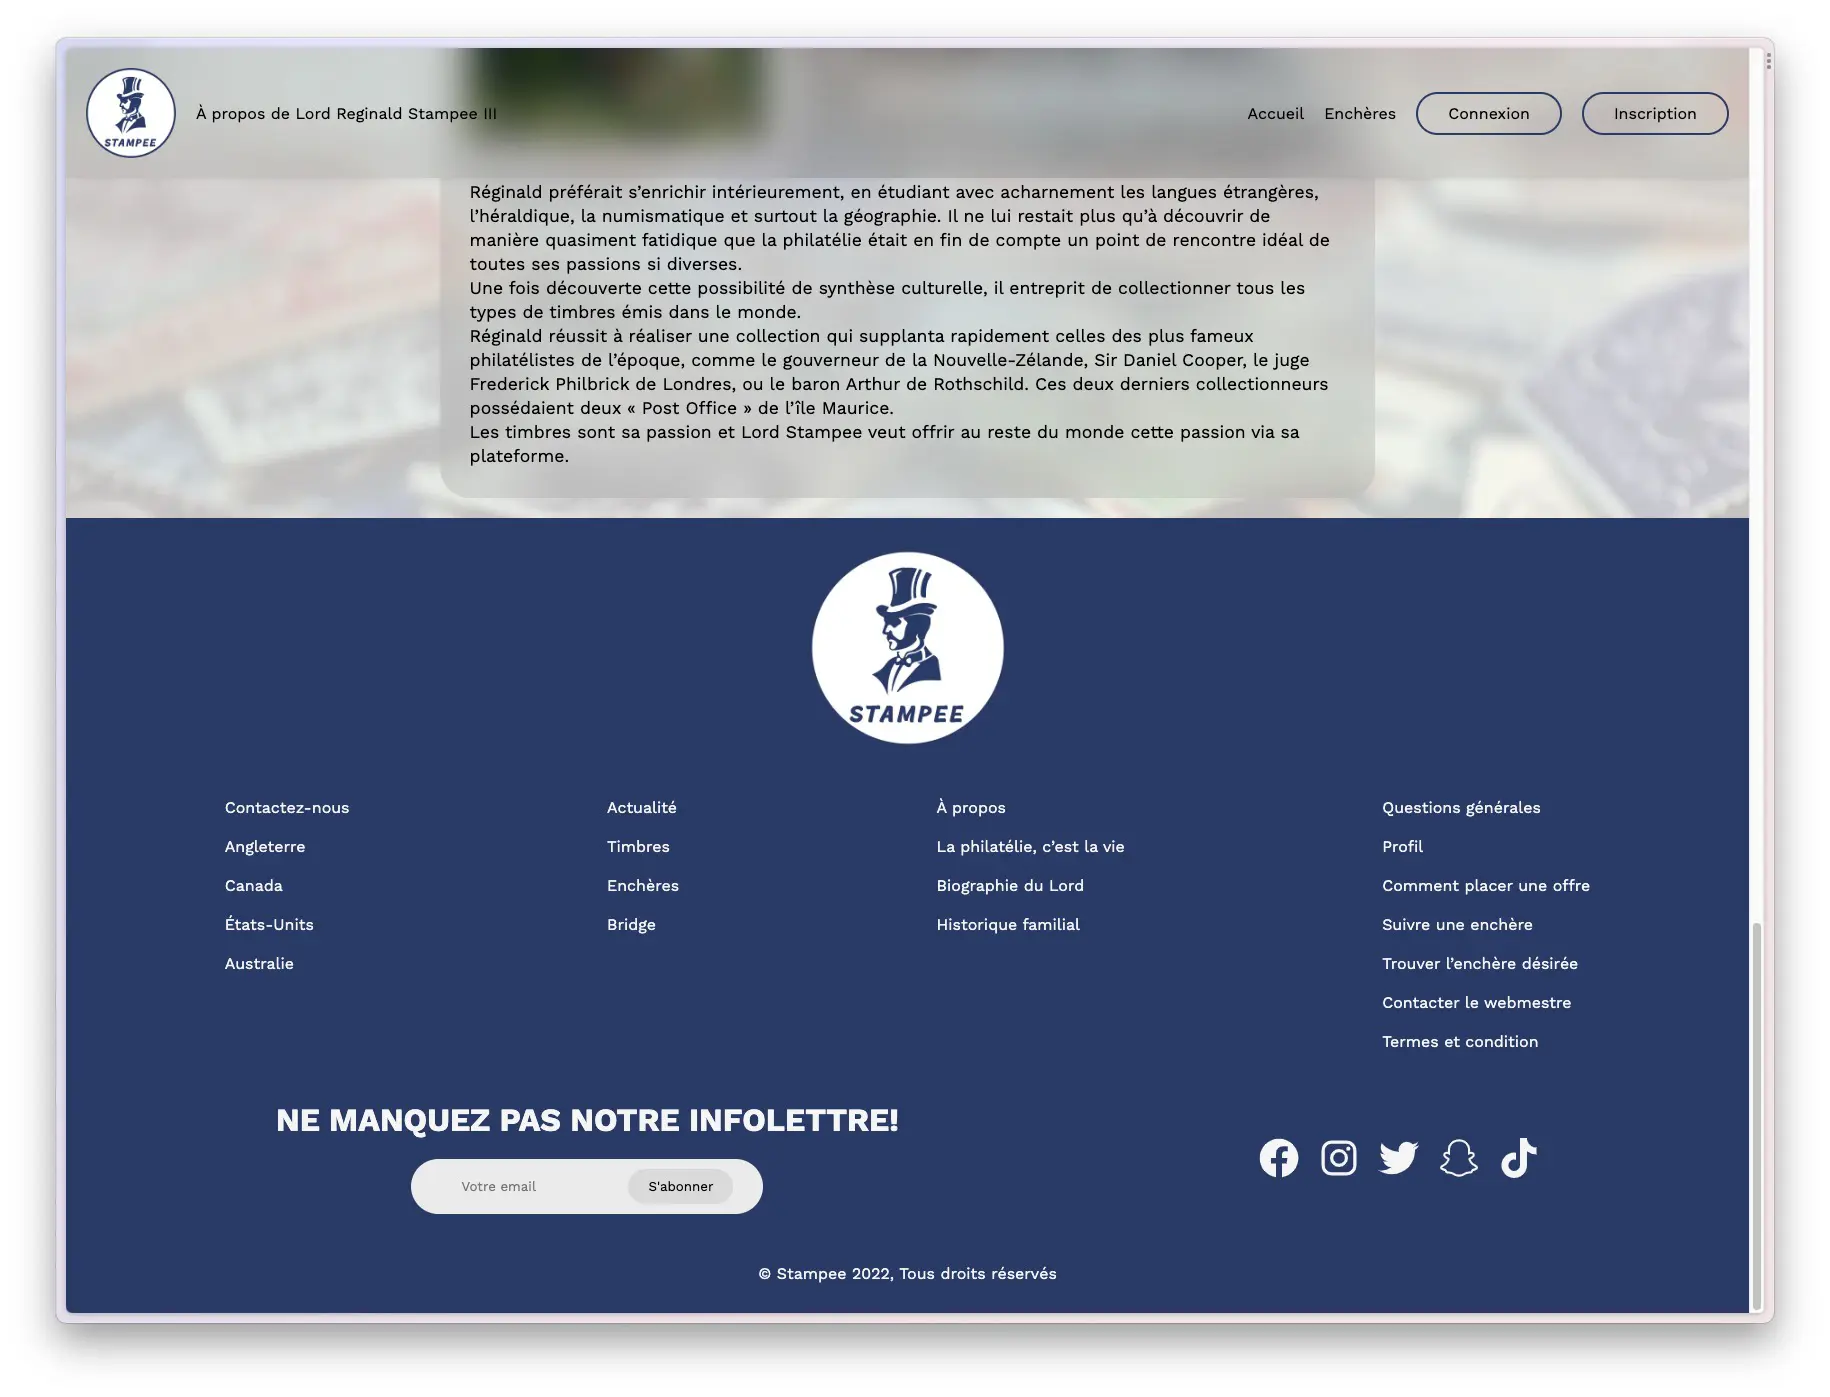 STAMPEE
À propos de Lord Reginald Stampee III
Accueil
Enchères
Connexion
Inscription
Réginald préférait s’enrichir intérieurement, en étudiant avec acharnement les langues étrangères,
l’héraldique, la numismatique et surtout la géographie. Il ne lui restait plus qu’à découvrir de
manière quasiment fatidique que la philatélie était en fin de compte un point de rencontre idéal de
toutes ses passions si diverses.
Une fois découverte cette possibilité de synthèse culturelle, il entreprit de collectionner tous les
types de timbres émis dans le monde.
Réginald réussit à réaliser une collection qui supplanta rapidement celles des plus fameux
philatélistes de l’époque, comme le gouverneur de la Nouvelle-Zélande, Sir Daniel Cooper, le juge
Frederick Philbrick de Londres, ou le baron Arthur de Rothschild. Ces deux derniers collectionneurs
possédaient deux « Post Office » de l’île Maurice.
Les timbres sont sa passion et Lord Stampee veut offrir au reste du monde cette passion via sa
plateforme.
STAMPEE
Contactez-nous
Angleterre
Canada
États-Unis
Australie
Actualité
Timbres
Enchères
Bridge
À propos
La philatélie, c’est la vie
Biographie du Lord
Historique familial
Questions générales
Profil
Comment placer une offre
Suivre une enchère
Trouver l’enchère désirée
Contacter le webmestre
Termes et condition
NE MANQUEZ PAS NOTRE INFOLETTRE!
Votre email
S'abonner
© Stampee 2022, Tous droits réservés